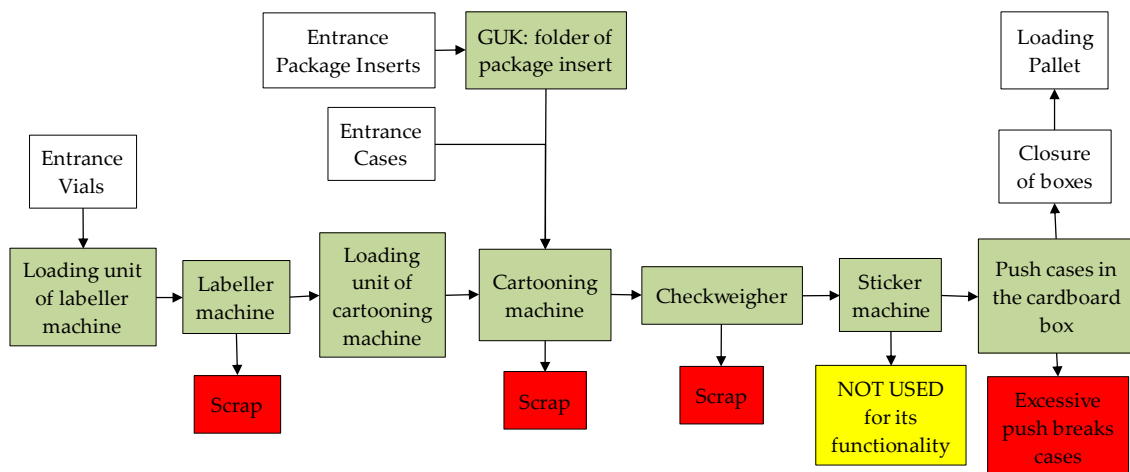 Entrance
Package Inserts
GUK: folder of
package insert
Loading
Pallet
Entrance
Cases
Entrance
Vials
Closure
of boxes
Loading unit
of labeller
machine
Labeller
machine
Loading
unit of
cartooning
machine
Cartooning
machine
Checkweigher
Sticker
machine
Push cases in
the cardboard
box
Scrap
Scrap
Scrap
NOT USED
for its
functionality
Excessive
push breaks
cases